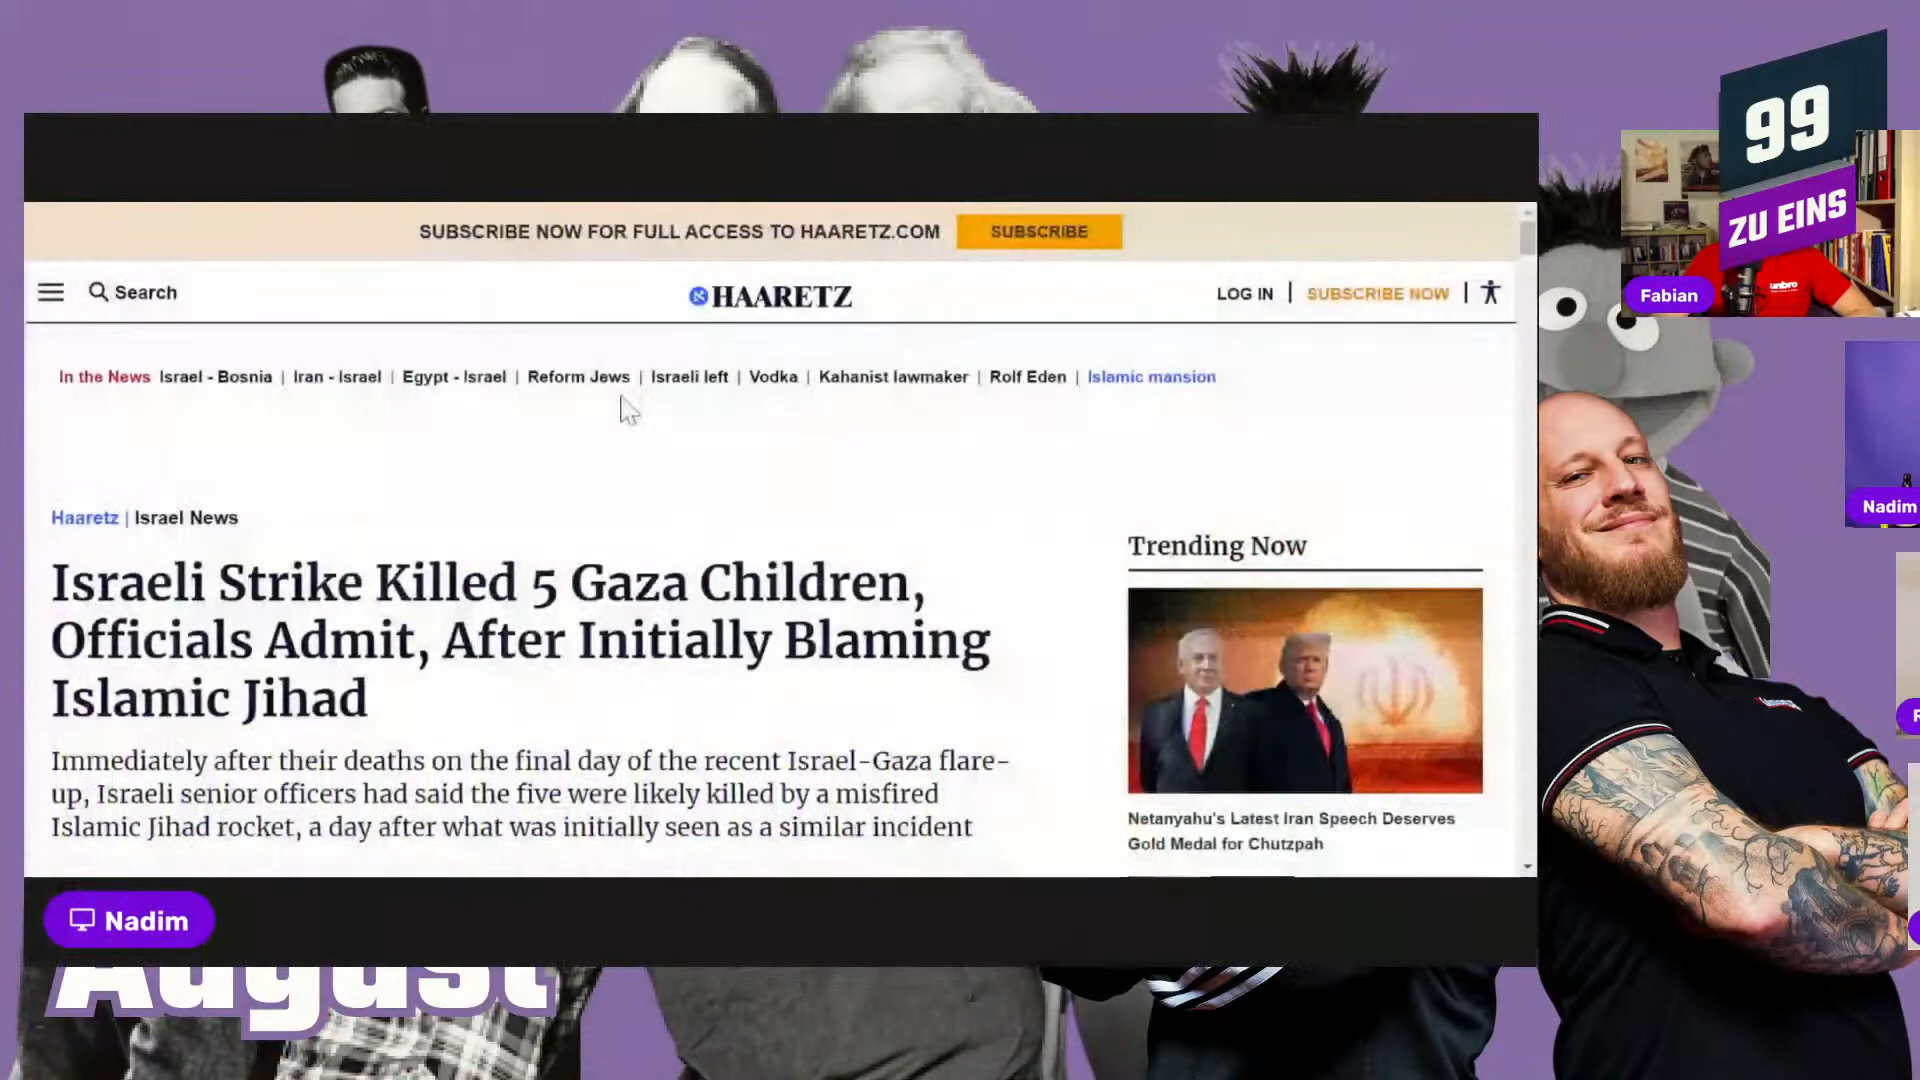 99
ZU EINS
SUBSCRIBE NOW FOR FULL ACCESS TO HAARETZ.COM
SUBSCRIBE
Search
HAARETZ
LOG IN | SUBSCRIBE NOW |
Fabian
unbro
In the News Israel - Bosnia | Iran - Israel | Egypt - Israel | Reform Jews | Israeli left | Vodka | Kahanist lawmaker | Rolf Eden | Islamic mansion
Haaretz | Israel News
Israeli Strike Killed 5 Gaza Children,
Officials Admit, After Initially Blaming
Islamic Jihad
Immediately after their deaths on the final day of the recent Israel-Gaza flare-
up, Israeli senior officers had said the five were likely killed by a misfired
Islamic Jihad rocket, a day after what was initially seen as a similar incident
Trending Now
Netanyahu's Latest Iran Speech Deserves
Gold Medal for Chutzpah
Nadim
Nadim
August